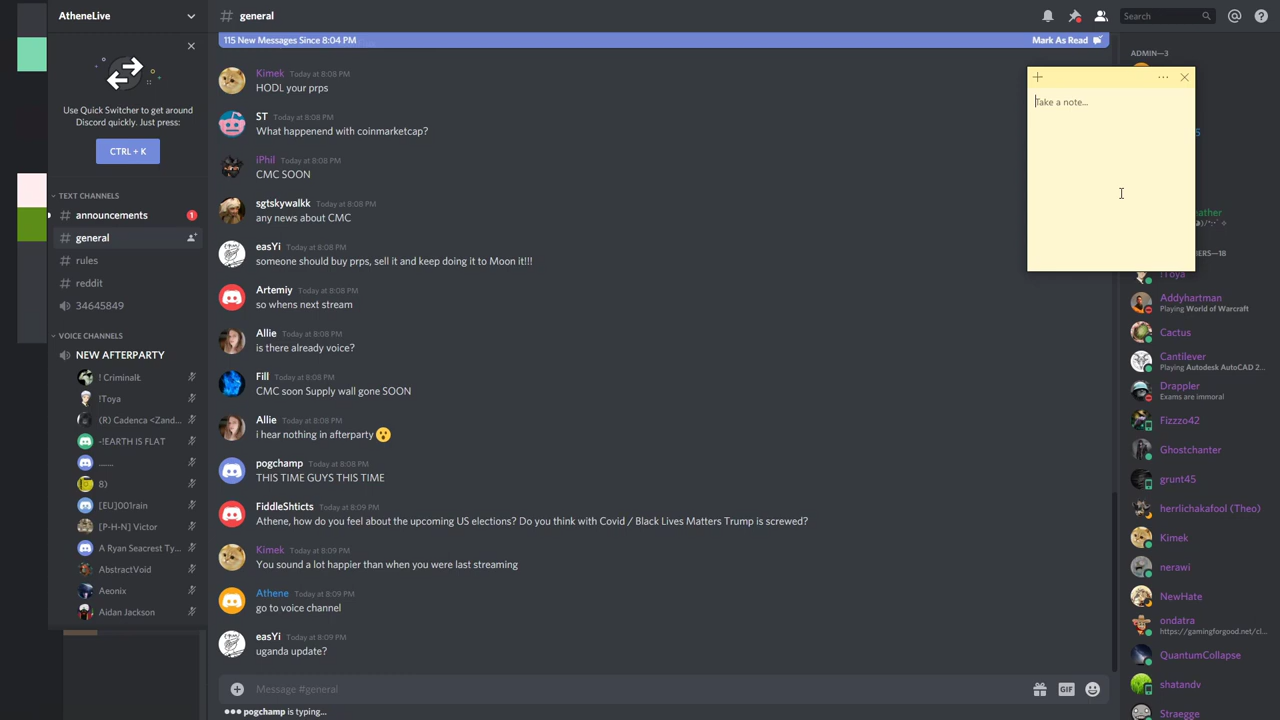 AtheneLive
# general
Search
115 New Messages Since 8:04 PM
Mark As Read
Use Quick Switcher to get
around Discord quickly. Just press:
CTRL + K
TEXT CHANNELS
# announcements 1
# general
# rules
# reddit
34645849
VOICE CHANNELS
NEW AFTERPARTY
! CriminalŁ
!Toya
(R) Cadenca <Zand...
-!EARTH IS FLAT
.......
8)
[EU]001rain
[P-H-N] Victor
A Ryan Seacrest Ty...
AbstractVoid
Aeonix
Aidan Jackson
Kimek Today at 8:08 PM
HODL your prps
ST Today at 8:08 PM
What happenend with coinmarketcap?
iPhil Today at 8:08 PM
CMC SOON
sgtskywalkk Today at 8:08 PM
any news about CMC
easYi Today at 8:08 PM
someone should buy prps, sell it and keep doing it to Moon it!!!
Artemiy Today at 8:08 PM
so whens next stream
Allie Today at 8:08 PM
is there already voice?
Fill Today at 8:08 PM
CMC soon Supply wall gone SOON
Allie Today at 8:08 PM
i hear nothing in afterparty 😮
pogchamp Today at 8:08 PM
THIS TIME GUYS THIS TIME
FiddleShticts Today at 8:09 PM
Athene, how do you feel about the upcoming US elections? Do you think with Covid / Black Lives Matters Trump is screwed?
Kimek Today at 8:09 PM
You sound a lot happier than when you were last streaming
Athene Today at 8:09 PM
go to voice channel
easYi Today at 8:09 PM
uganda update?
Message #general
GIF
pogchamp is typing...
Take a note...
ADMIN—3
!Toya
Addyhartman
Playing World of Warcraft
Cactus
Cantilever
Playing Autodesk AutoCAD 2...
Drappler
Exams are immoral
Fizzzo42
Ghostchanter
grunt45
herrlichakafool (Theo)
Kimek
nerawi
NewHate
ondatra
https://gamingforgood.net/cl...
QuantumCollapse
shatandv
Straegge